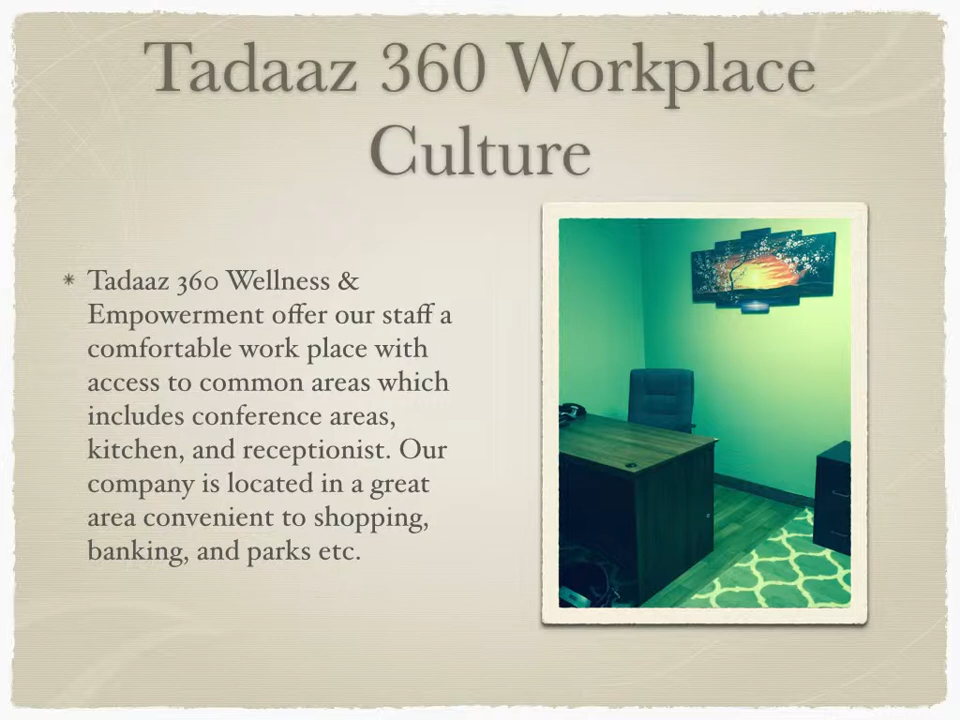 Tadaaz 360 Workplace
Culture
Tadaaz 360 Wellness &
Empowerment offer our staff a
comfortable work place with
access to common areas which
includes conference areas,
kitchen, and receptionist. Our
company is located in a great
area convenient to shopping,
banking, and parks etc.